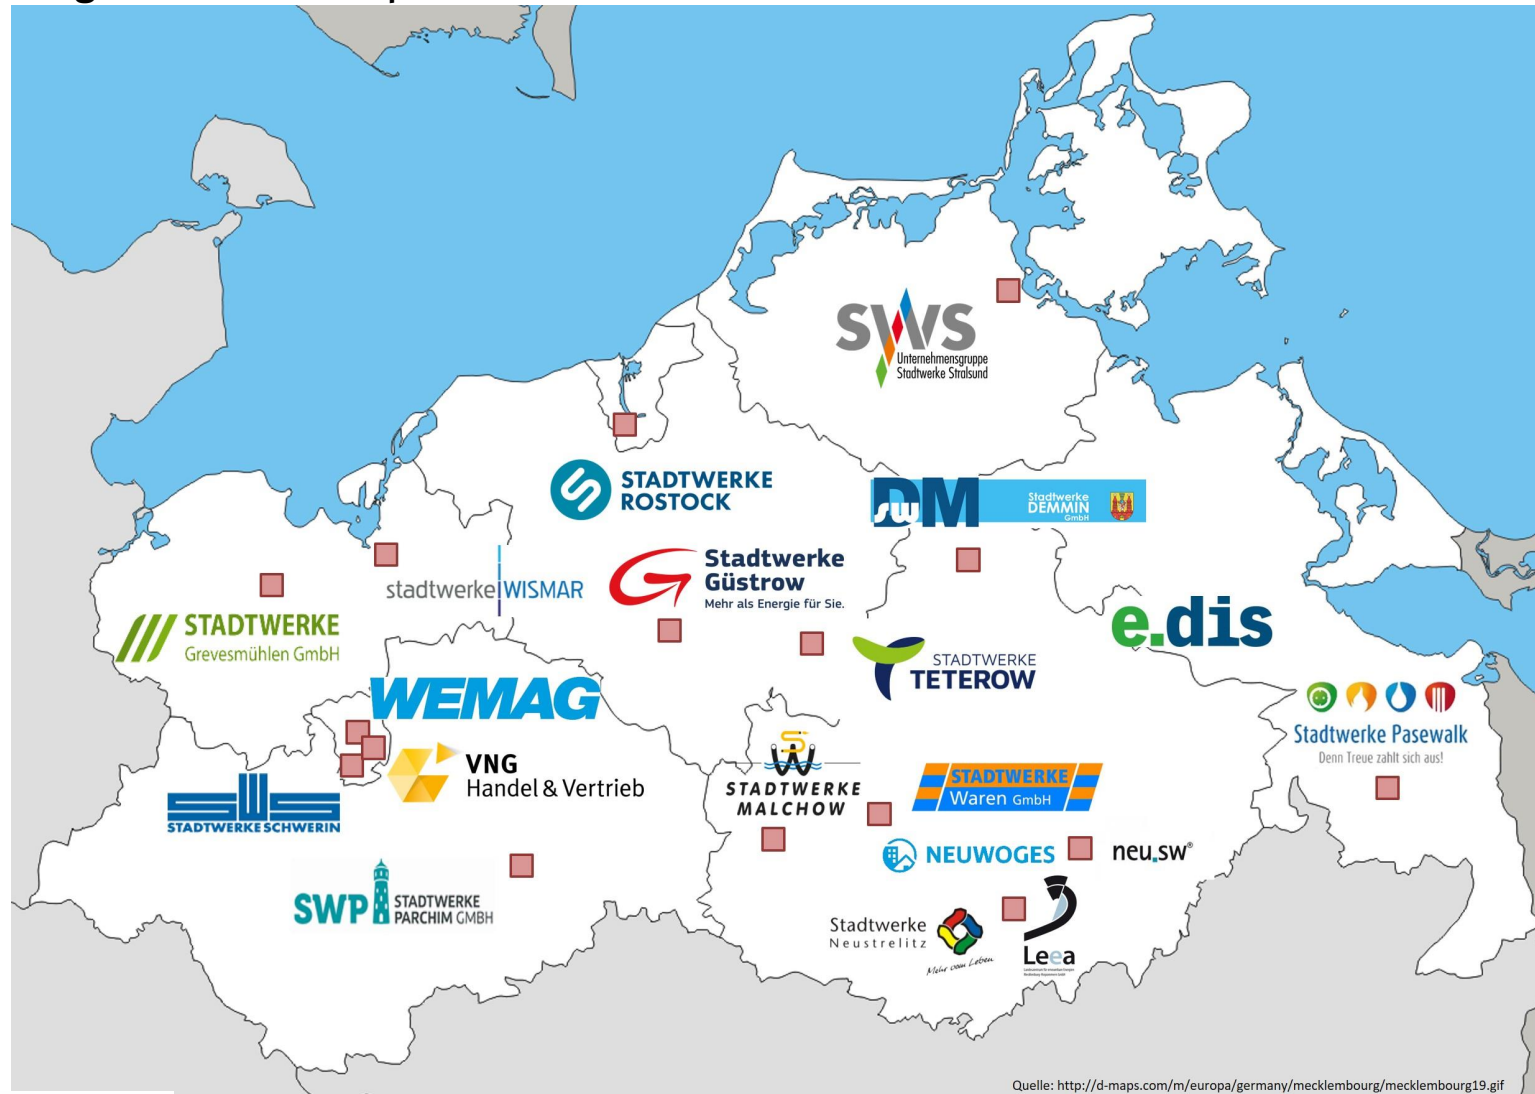 SWS
Unternehmensgruppe
Stadtwerke Stralsund
STADTWERKE
ROSTOCK
swDM
Stadtwerke
DEMMIN
GmbH
stadtwerke WISMAR
Stadtwerke
Güstrow
Mehr als Energie für Sie.
STADTWERKE
Grevesmühlen GmbH
e.dis
STADTWERKE
TETEROW
WEMAG
Stadtwerke Pasewalk
Denn Treue zahlt sich aus!
VNG
Handel & Vertrieb
SWS
STADTWERKE SCHWERIN
STADTWERKE
MALCHOW
STADTWERKE
Waren GmbH
NEUWOGES
neu.sw®
SWP
STADTWERKE
PARCHIM GMBH
Stadtwerke
Neustrelitz
Mehr vom Leben
Leea
Quelle: http://d-maps.com/m/europa/germany/mecklembourg/mecklembourg19.gif